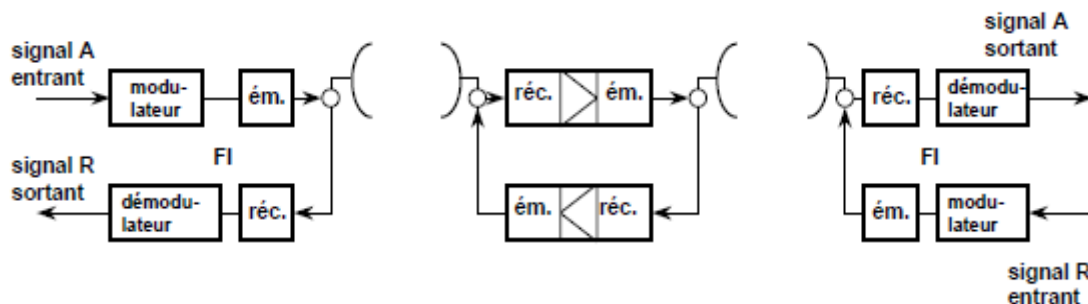 signal A
entrant
modu-
lateur
ém.
réc.
ém.
signal A
sortant
réc.
démodu-
lateur
FI
FI
signal R
sortant
démodu-
lateur
réc.
ém.
réc.
ém.
modu-
lateur
signal R
entrant